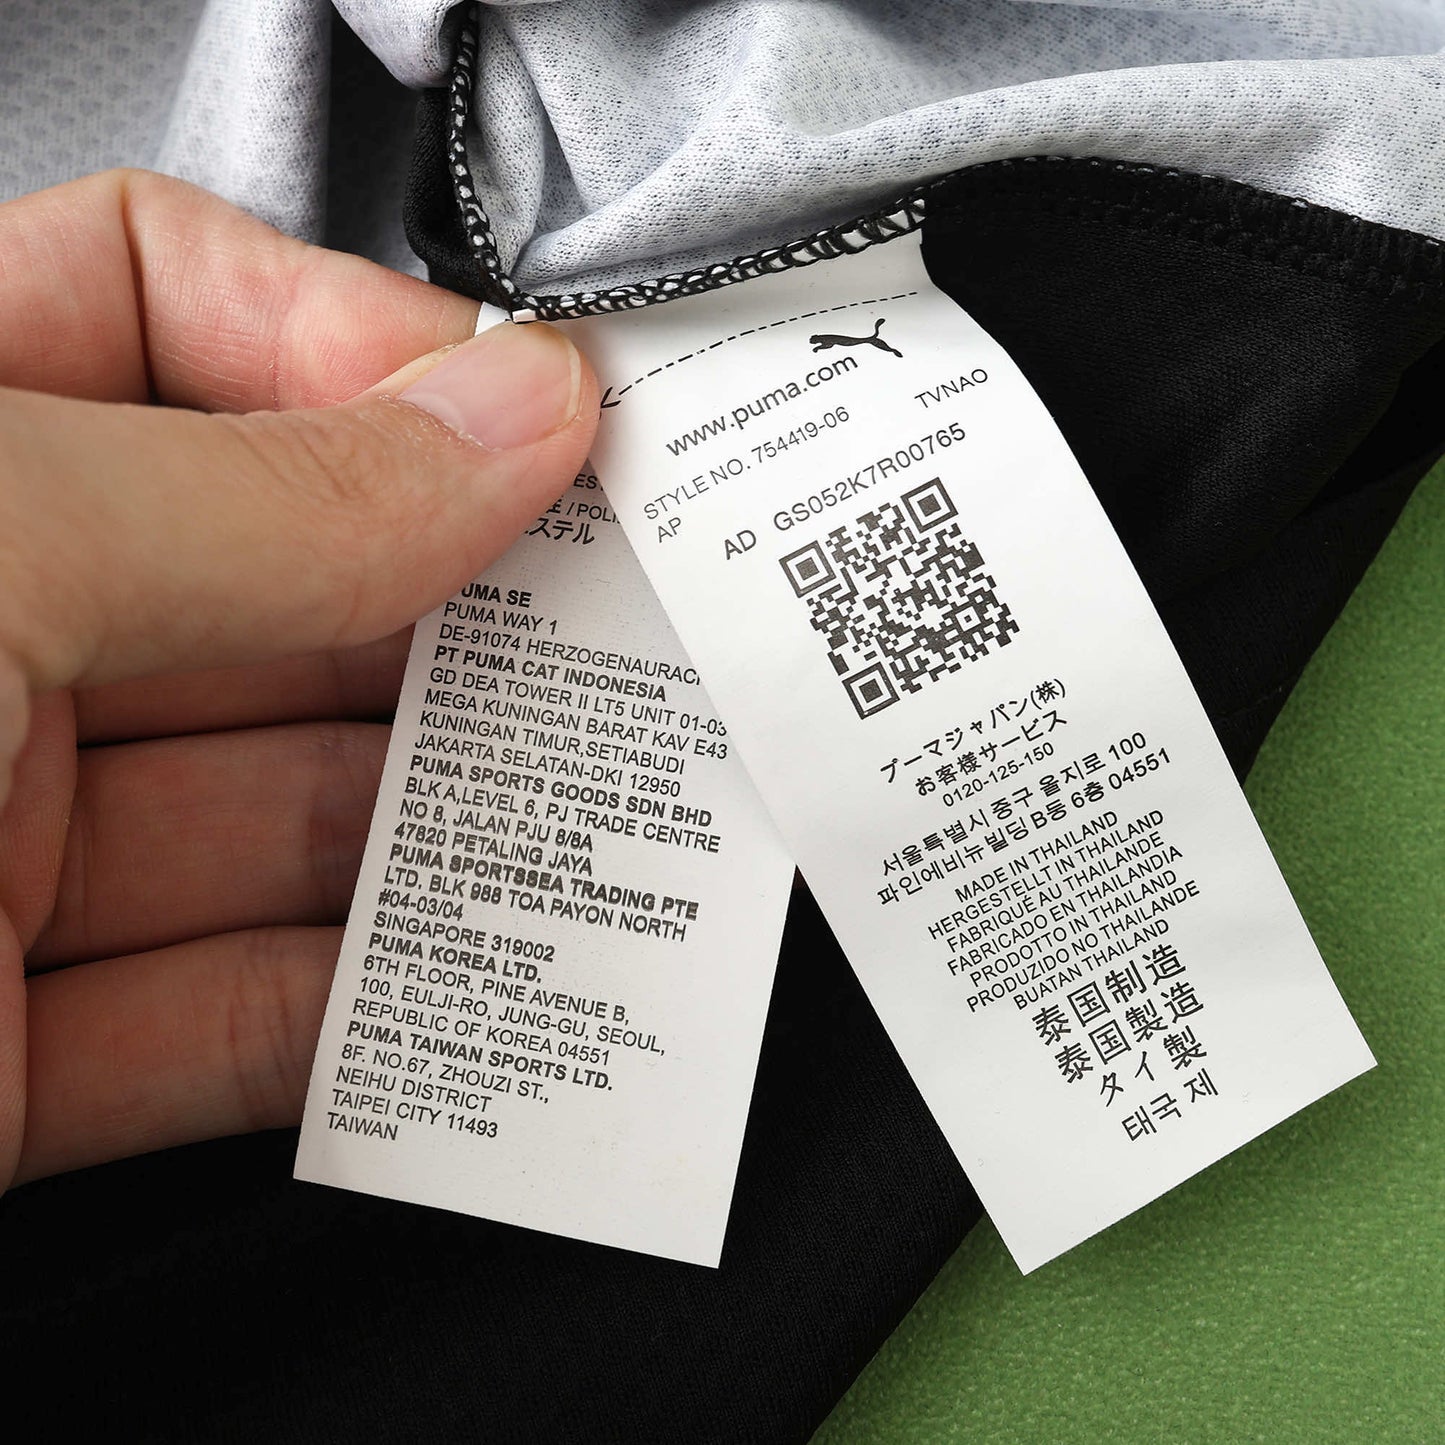 www.puma.com
STYLE NO. 754419-06
TVNAO
AP
AD GS052K7R00765
プーマジャパン(株)
お客様サービス
0120-125-150
서울특별시 중구 을지로 100
파인에비뉴빌딩 B동 6층 04551
MADE IN THAILAND
HERGESTELLT IN THAILAND
FABRIQUÉ AU THAILANDE
FABRICADO EN THAILANDIA
PRODOTTO IN THAILAND
PRODUZIDO NO THAILANDE
BUATAN THAILAND
泰国制造
泰國製造
タイ製
태국 제
PUMA WAY 1
DE-91074
PT PUMA CAT INDONESIA
GD DEA TOWER II LT5 UNIT 01-03
MEGA KUNINGAN BARAT KAV E43
KUNINGAN TIMUR,SETIABUDI
JAKARTA SELATAN-DKI 12950
PUMA SPORTS GOODS SDN BHD
BLK A,LEVEL 6, PJ TRADE CENTRE
NO 8, JALAN PJU 8/8A
47820 PETALING JAYA
PUMA SPORTSSEA TRADING PTE
LTD. BLK 988 TOA PAYON NORTH
#04-03/04
SINGAPORE 319002
PUMA KOREA LTD.
6TH FLOOR, PINE AVENUE B,
100, EULJI-RO, JUNG-GU, SEOUL,
REPUBLIC OF KOREA 04551
PUMA TAIWAN SPORTS LTD.
8F. NO.67, ZHOUZI ST.,
NEIHU DISTRICT
TAIPEI CITY 11493
TAIWAN